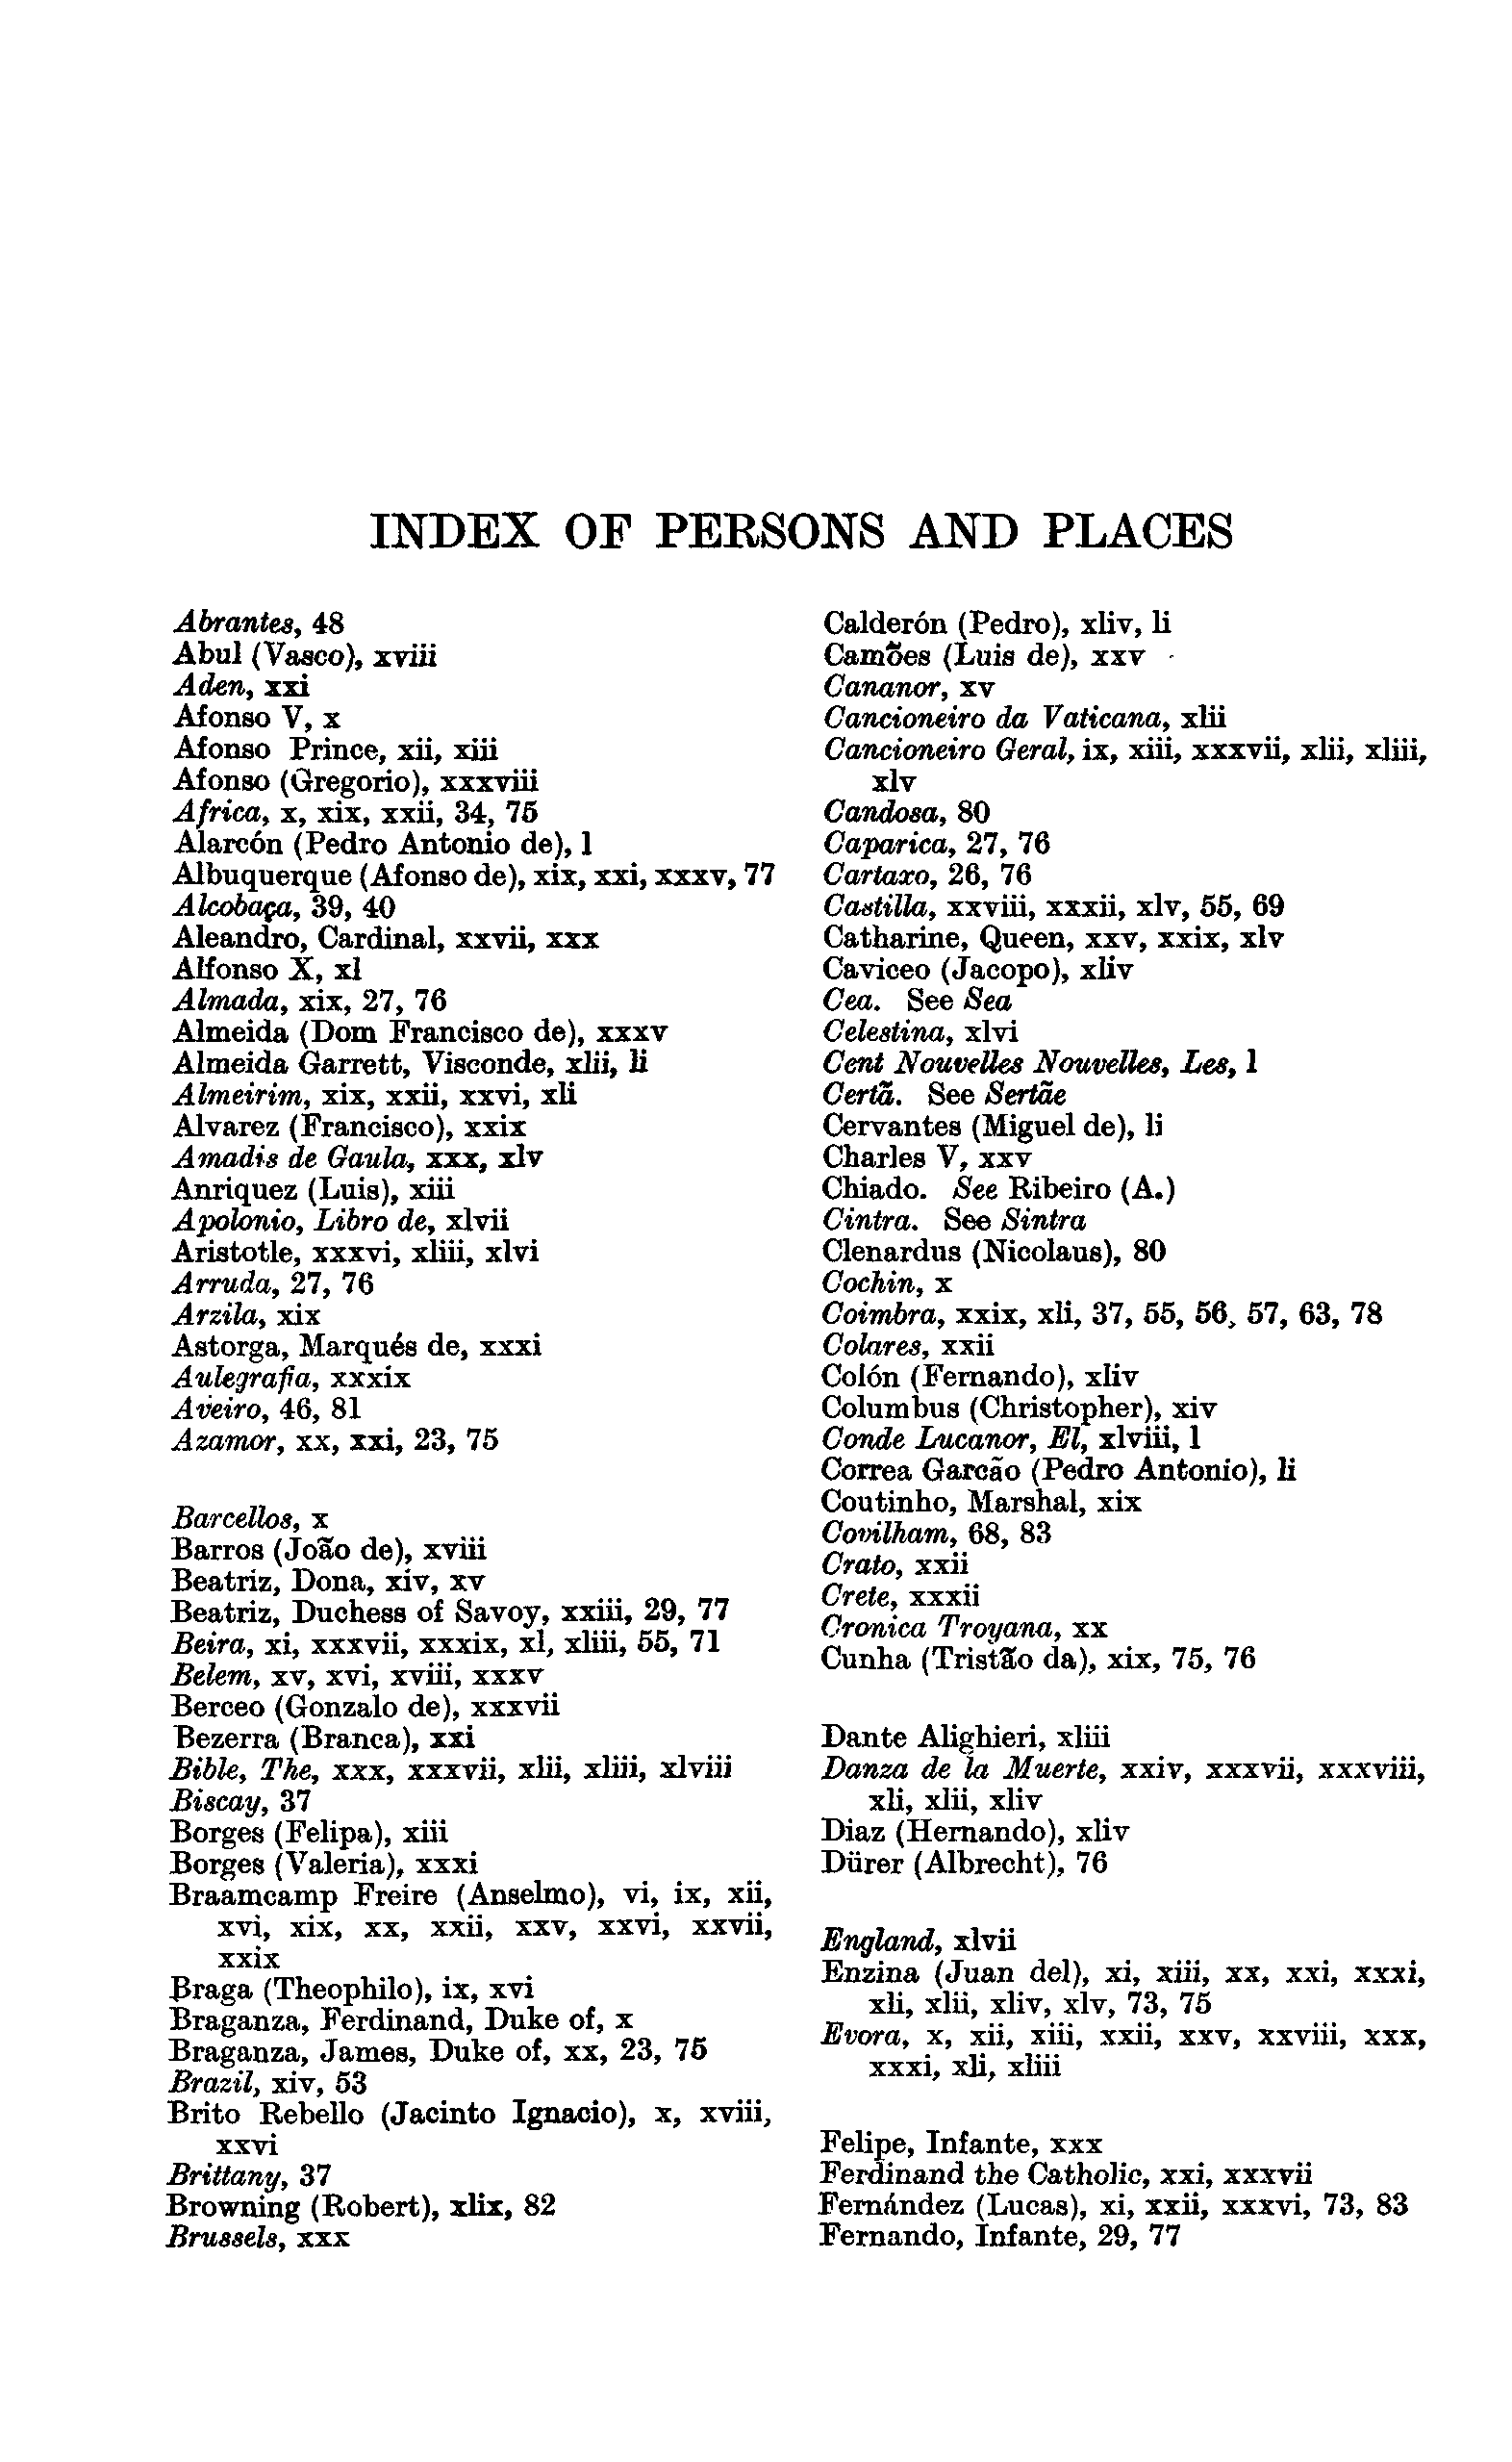 INDEX OF PERSONS AND PLACES
Abrantes, 48
Abul (Vasco), xviii
Aden, xxi
Afonso V, x
Afonso Prince, xii, xiii
Afonso (Gregorio), xxxviii
Africa, x, xix, xxii, 34, 75
Alarcón (Pedro Antonio de), l
Albuquerque (Afonso de), xix, xxi, xxxv, 77
Alcobaça, 39, 40
Aleandro, Cardinal, xxvii, xxx
Alfonso X, xl
Almada, xix, 27, 76
Almeida (Dom Francisco de), xxxv
Almeida Garrett, Visconde, xlii, li
Almeirim, xix, xxii, xxvi, xli
Alvarez (Francisco), xxix
Amadis de Gaula, xxx, xlv
Anriquez (Luis), xiii
Apolonio, Libro de, xlvii
Aristotle, xxxvi, xliii, xlvi
Arruda, 27, 76
Arzila, xix
Astorga, Marqués de, xxxi
Aulegrafia, xxxix
Aveiro, 46, 81
Azamor, xx, xxi, 23, 75
Barcellos, x
Barros (João de), xviii
Beatriz, Dona, xiv, xv
Beatriz, Duchess of Savoy, xxiii, 29, 77
Beira, xi, xxxvii, xxxix, xl, xliii, 55, 71
Belem, xv, xvi, xviii, xxxv
Berceo (Gonzalo de), xxxvii
Bezerra (Branca), xxi
Bible, The, xxx, xxxvii, xlii, xliii, xlviii
Biscay, 37
Borges (Felipa), xiii
Borges (Valeria), xxxi
Braamcamp Freire (Anselmo), vi, ix, xii,
xvi, xix, xx, xxii, xxv, xxvi, xxvii,
xxix
Braga (Theophilo), ix, xvi
Braganza, Ferdinand, Duke of, x
Braganza, James, Duke of, xx, 23, 75
Brazil, xiv, 53
Brito Rebello (Jacinto Ignacio), x, xviii,
xxvi
Brittany, 37
Browning (Robert), xlix, 82
Brussels, xxx
Calderón (Pedro), xliv, li
Camões (Luis de), xxv
Cananor, xv
Cancioneiro da Vaticana, xlii
Cancioneiro Geral, ix, xiii, xxxvii, xlii, xliii,
xlv
Candosa, 80
Caparica, 27, 76
Cartaxo, 26, 76
Castilla, xxviii, xxxii, xlv, 55, 69
Catharine, Queen, xxv, xxix, xlv
Caviceo (Jacopo), xliv
Cea. See Sea
Celestina, xlvi
Cent Nouvelles Nouvelles, Les, l
Certã. See Sertãe
Cervantes (Miguel de), li
Charles V, xxv
Chiado. See Ribeiro (A.)
Cintra. See Sintra
Clenardus (Nicolaus), 80
Cochin, x
Coimbra, xxix, xli, 37, 55, 56, 57, 63, 78
Colares, xxii
Colón (Fernando), xliv
Columbus (Christopher), xiv
Conde Lucanor, El, xlviii, l
Correa Garcão (Pedro Antonio), li
Coutinho, Marshal, xix
Covilham, 68, 83
Crato, xxii
Crete, xxxii
Cronica Troyana, xx
Cunha (Tristão da), xix, 75, 76
Dante Alighieri, xliii
Danza de la Muerte, xxiv, xxxvii, xxxviii,
xli, xlii, xliv
Diaz (Hernando), xliv
Dürer (Albrecht), 76
England, xlvii
Enzina (Juan del), xi, xiii, xx, xxi, xxxi,
xli, xlii, xliv, xlv, 73, 75
Evora, x, xii, xiii, xxii, xxv, xxviii, xxx,
xxxi, xli, xliii
Felipe, Infante, xxx
Ferdinand the Catholic, xxi, xxxvii
Fernández (Lucas), xi, xxii, xxxvi, 73, 83
Fernando, Infante, 29, 77